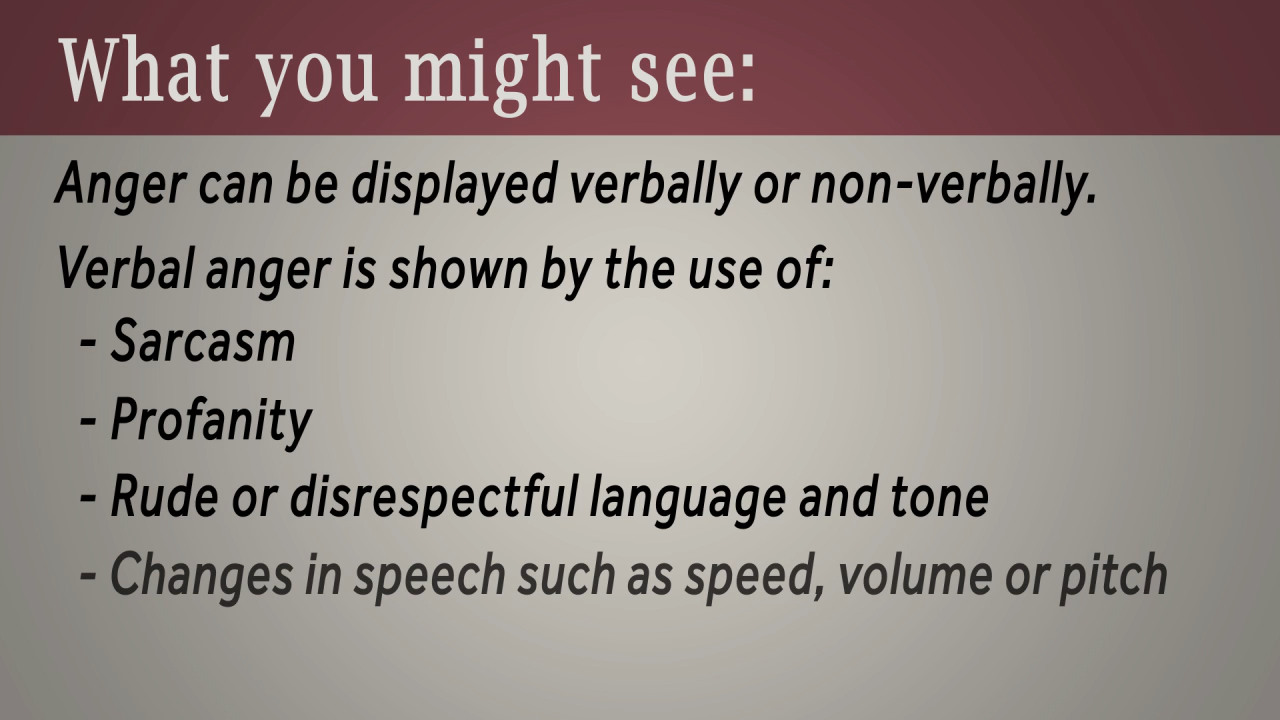 What you might see:
Anger can be displayed verbally or non-verbally.
Verbal anger is shown by the use of:
- Sarcasm
- Profanity
- Rude or disrespectful language and tone
- Changes in speech such as speed, volume or pitch